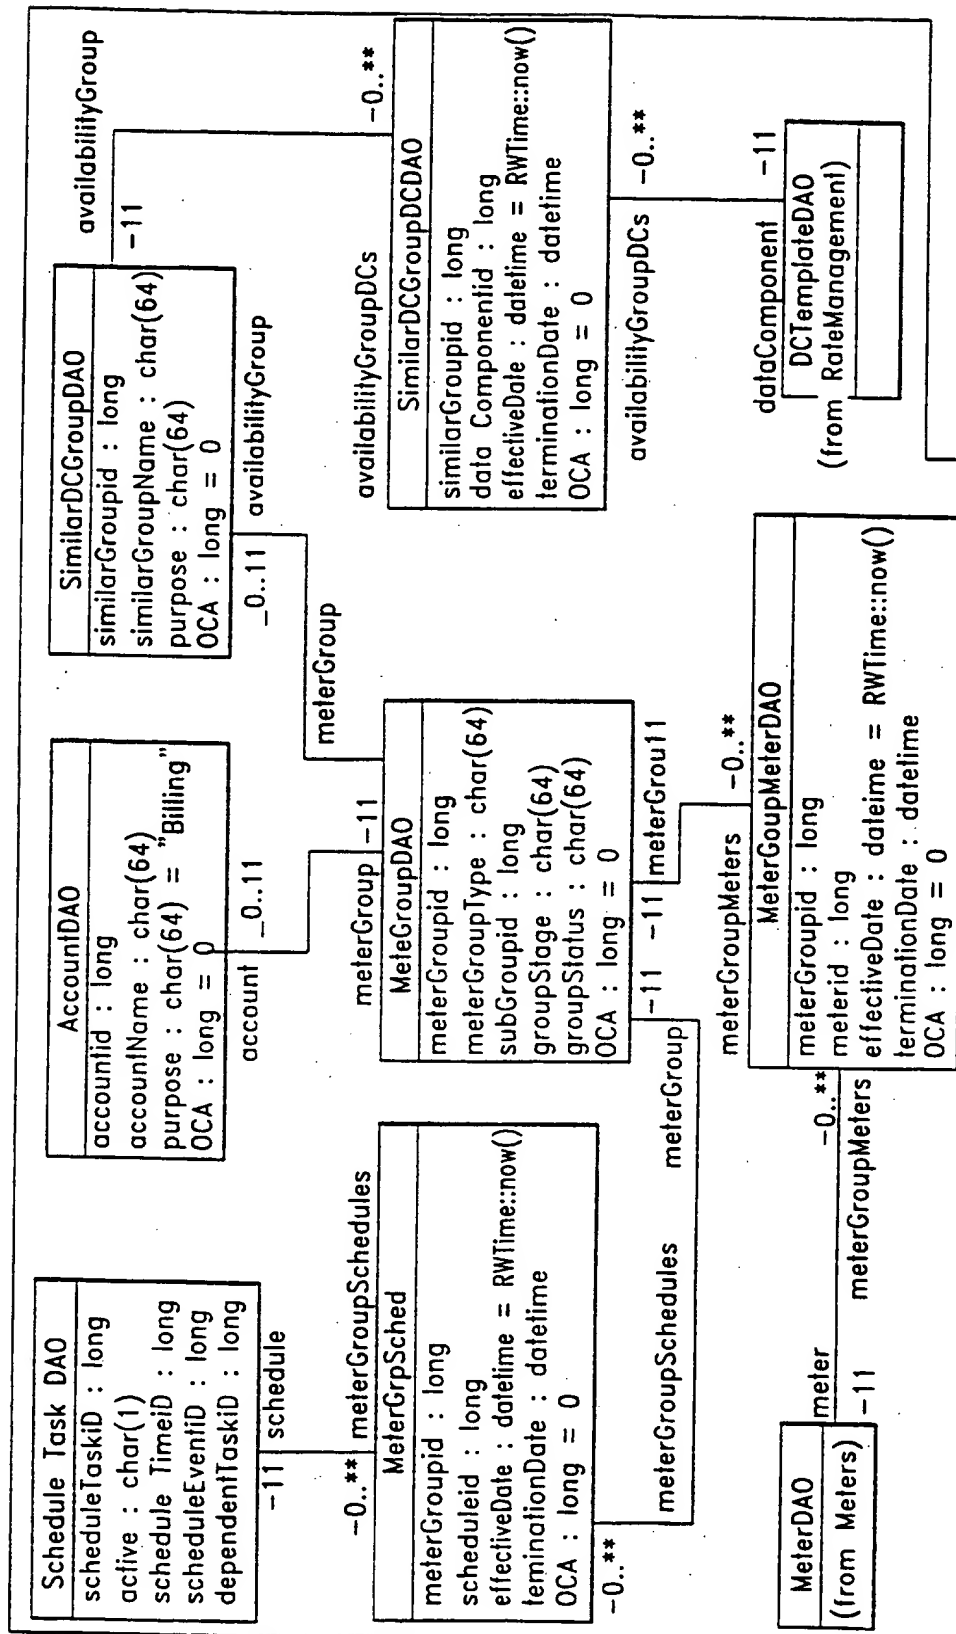 Schedule Task DAO
scheduleTaskiD : long
active : char(1)
schedule TimeiD : long
scheduleEventiD : long
dependentTaskiD : long
-11
schedule
-0..**
meterGroupSchedules
MeterGrpSched
meterGroupid : long
scheduleid : long
effectiveDate : datetime = RWTime::now()
teminationDate : datetime
OCA : long = 0
-0..**
meterGroupSchedules
meterGroup
MeterDAO
(from Meters)
meter
-11
-0..**
meterGroupMeters
AccountDAO
accountid : long
accountName : char(64)
purpose : char(64) = "Billing"
OCA : long = 0
account
_0..11
meterGroup
-11
MeteGroupDAO
meterGroupid : long
meterGroupType : char(64)
subGroupid : long
groupStage : char(64)
groupStatus : char(64)
OCA : long = 0
-11
-11
meterGrou11
meterGroupMeters
-0..**
MeterGoupMeterDAO
meterGroupid : long
meterid : long
effectiveDate : dateime = RWTime::now()
terminationDate : datetime
OCA : long = 0
SimilarDCGroupDAO
similarGroupid : long
similarGroupName : char(64)
purpose : char(64)
OCA : long = 0
-11
availabilityGroup
_0..11
availabilityGroup
meterGroup
availabilityGroupDCs
-0..**
SimilarDCGroupDCDAO
similarGroupid : long
data Componentid : long
effectiveDate : datetime = RWTime::now()
terminationDate : datetime
OCA : long = 0
availabilityGroupDCs
-0..**
dataComponent
-11
DCTemplateDAO
(from RateManagement)